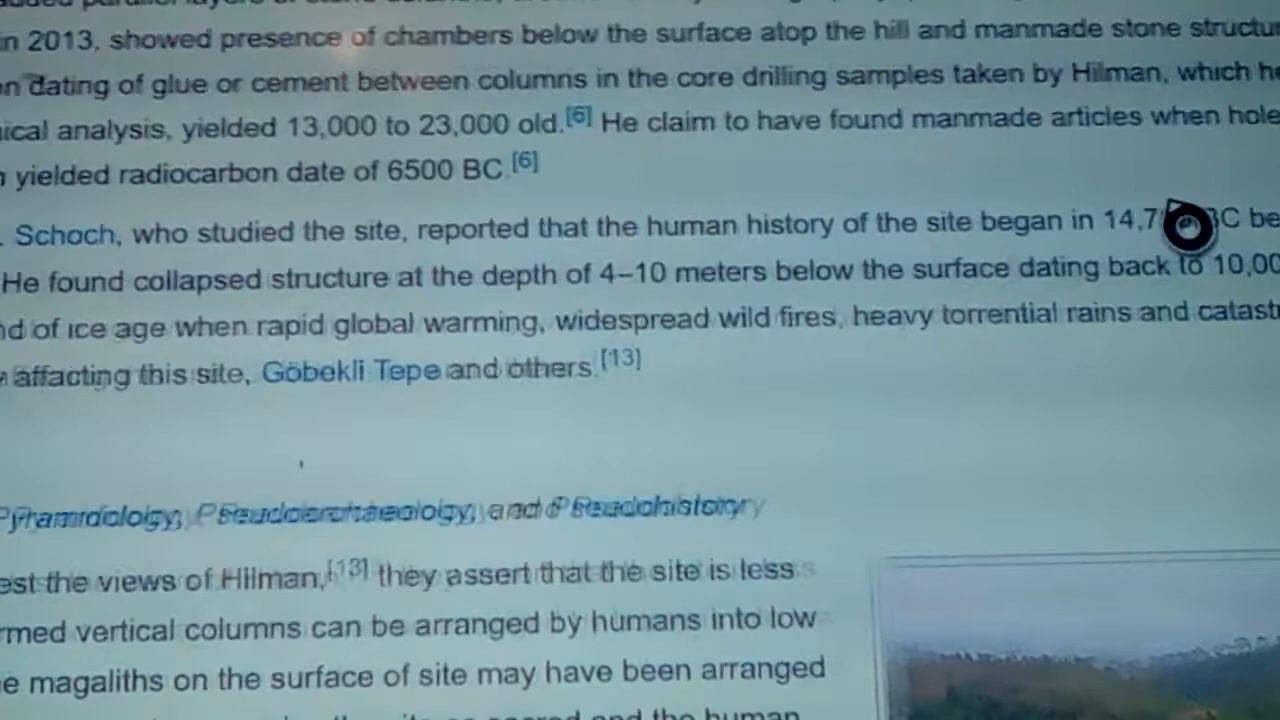 in 2013, showed presence of chambers below the surface atop the hill and manmade stone
dating of glue or cement between columns in the core drilling samples taken by Hilman, which
analysis, yielded 13,000 to 23,000 old.[6] He claim to have found manmade articles when
yielded radiocarbon date of 6500 BC.[6]
Schoch, who studied the site, reported that the human history of the site began in
He found collapsed structure at the depth of 4–10 meters below the surface dating back to
of ice age when rapid global warming, widespread wild fires, heavy torrential rains and
affacting this site, Göbekli Tepe and others.[13]
Pyramidology, Pseudoarchaeology, and Pseudohistory
the views of Hilman,[13] they assert that the site is less
vertical columns can be arranged by humans into low
magaliths on the surface of site may have been arranged